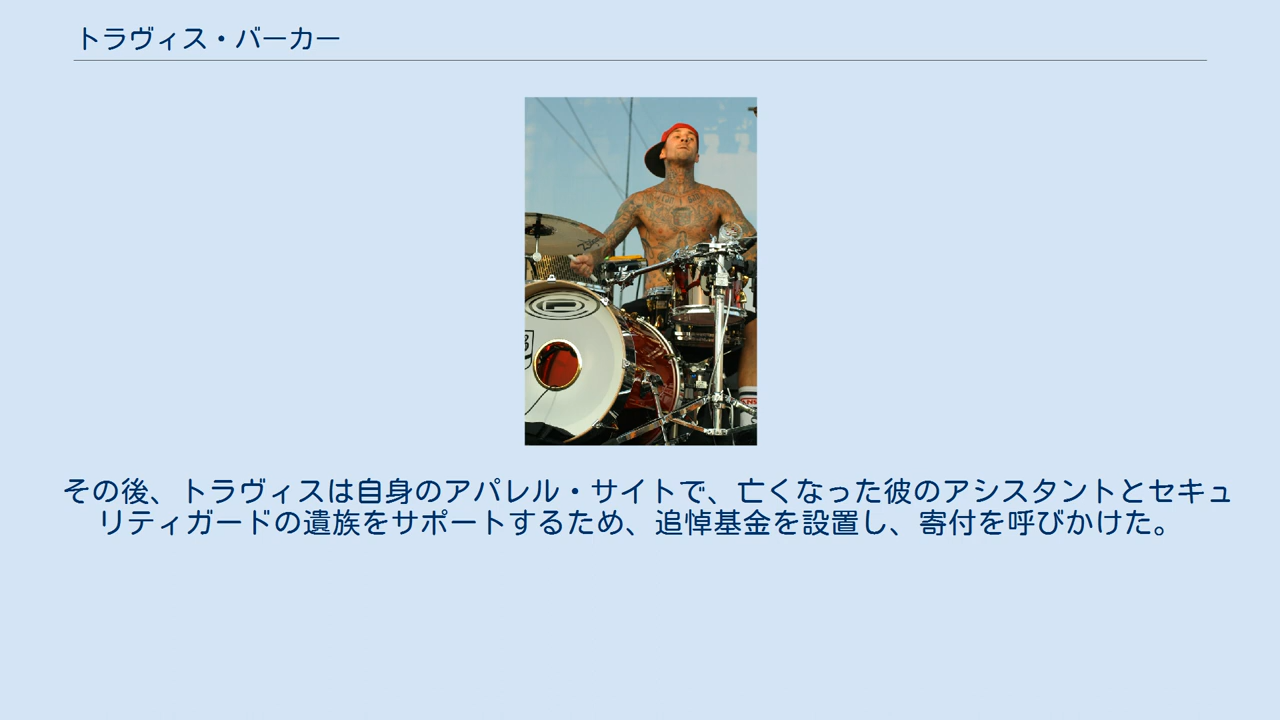 トラヴィス・バーカー
その後、トラヴィスは自身のアパレル・サイトで、亡くなった彼のアシスタントとセキュ
リティガードの遺族をサポートするため、追悼基金を設置し、寄付を呼びかけた。